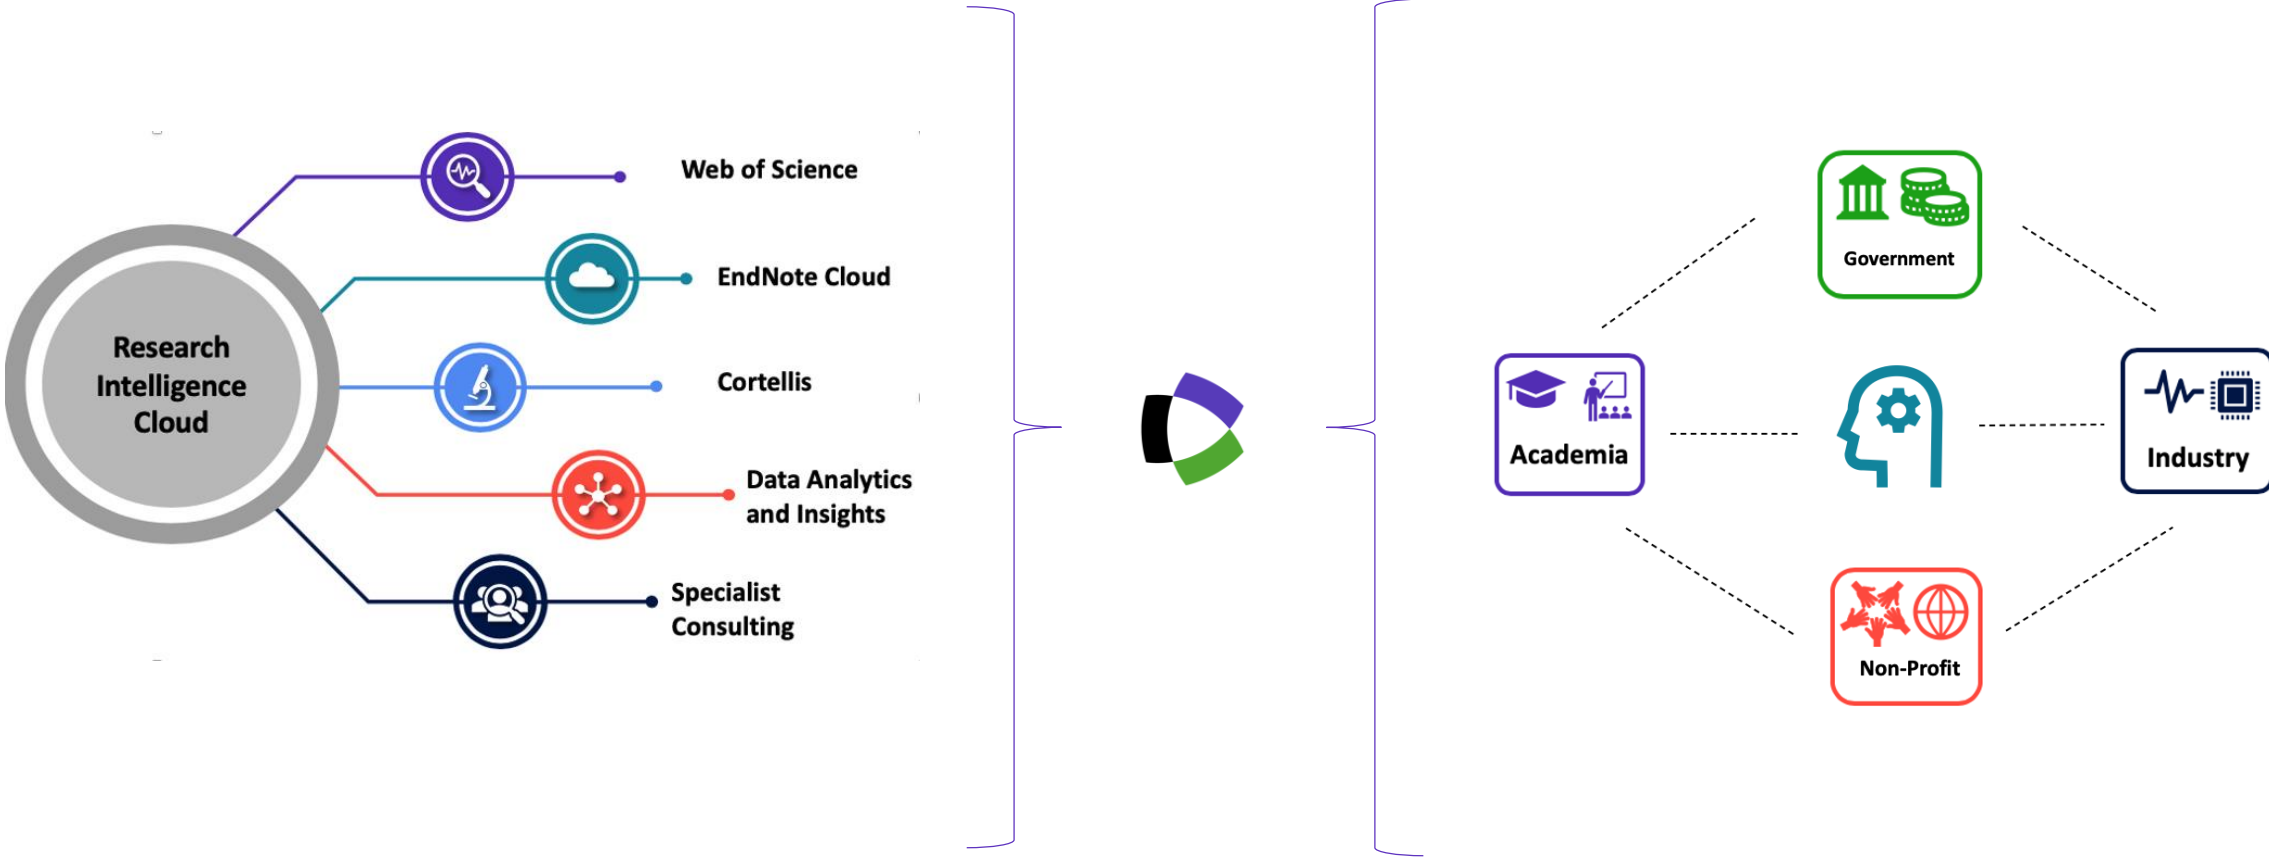 Research
Intelligence
Cloud
Web of Science
EndNote Cloud
Cortellis
Data Analytics
and Insights
Specialist
Consulting
Government
Academia
Industry
Non-Profit